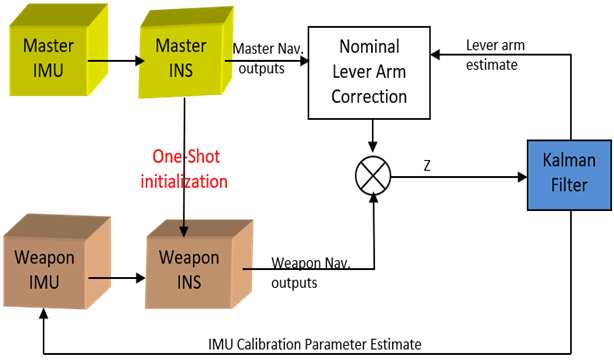 Master
IMU
Master
INS
Master Nav.
outputs
Nominal
Lever Arm
Correction
Lever arm
estimate
One-Shot
initialization
Z
Kalman
Filter
Weapon
IMU
Weapon
INS
Weapon Nav.
outputs
IMU Calibration Parameter Estimate